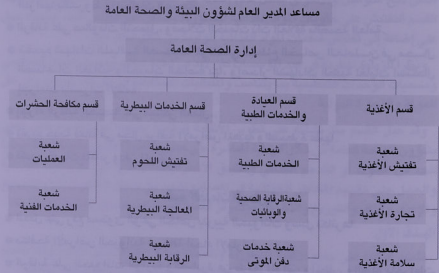 مساعد المدير العام لشؤون البيئة والصحة العامة
إدارة الصحة العامة
قسم الأغذية
قسم العيادة
والخدمات الطبية
قسم الخدمات البيطرية
قسم مكافحة الحشرات
شعبة
تفتيش الأغذية
شعبة
الخدمات الطبية
شعبة
تفتيش اللحوم
شعبة
العمليات
شعبة
تجارة الأغذية
شعبة الرقابة الصحية
والوبائيات
شعبة
المعالجة البيطرية
شعبة
الخدمات الفنية
شعبة
سلامة الأغذية
شعبة خدمات
دفن الموتى
شعبة
الرقابة البيطرية